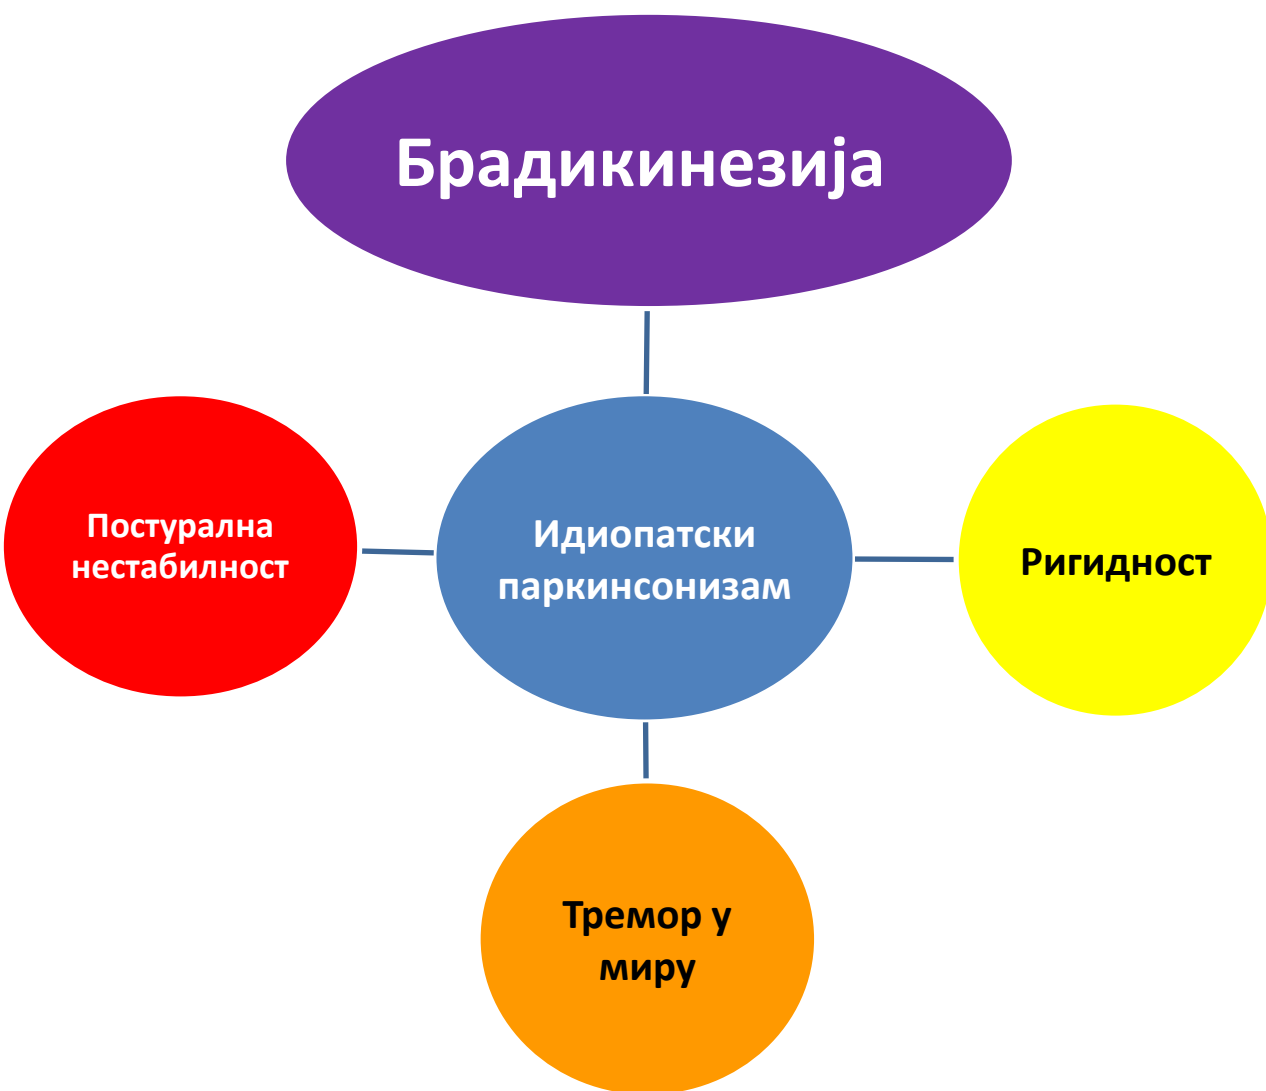 Брадикинезија
Постурална
нестабилност
Идиопатски
паркинсонизам
Ригидност
Тремор у
миру